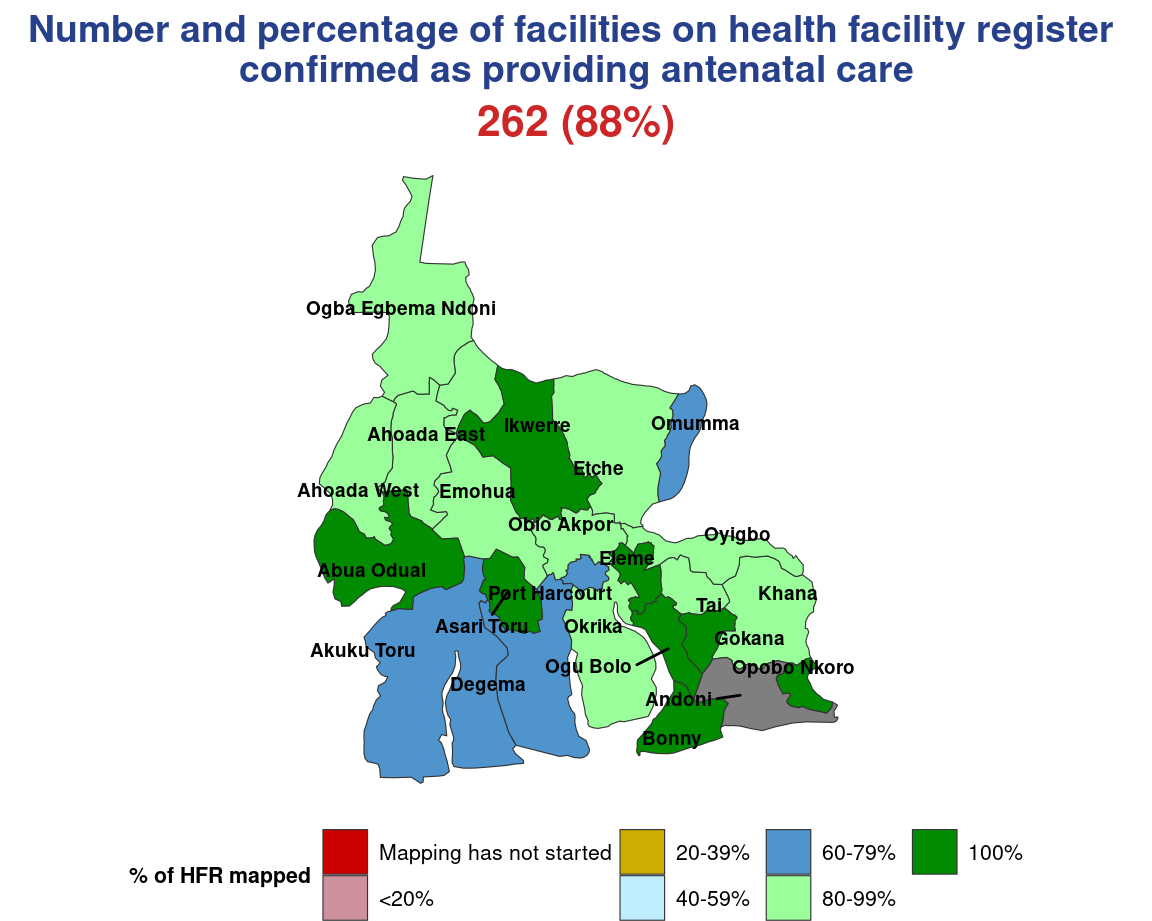 Number and percentage of facilities on health facility register
confirmed as providing antenatal care
262 (88%)
Ogba Egbema Ndoni
Omumma
Ikwerre
Ahoada East
Etche
Ahoada West
Emohua
Obio Akpor
Oyigbo
Eleme
Abua Odual
Port Harcourt
Khana
Tai
Asari Toru
Okrika
Gokana
Akuku Toru
Ogu Bolo
Opobo Nkoro
Degema
Andoni
Bonny
% of HFR mapped
Mapping has not started
<20%
20-39%
40-59%
60-79%
80-99%
100%